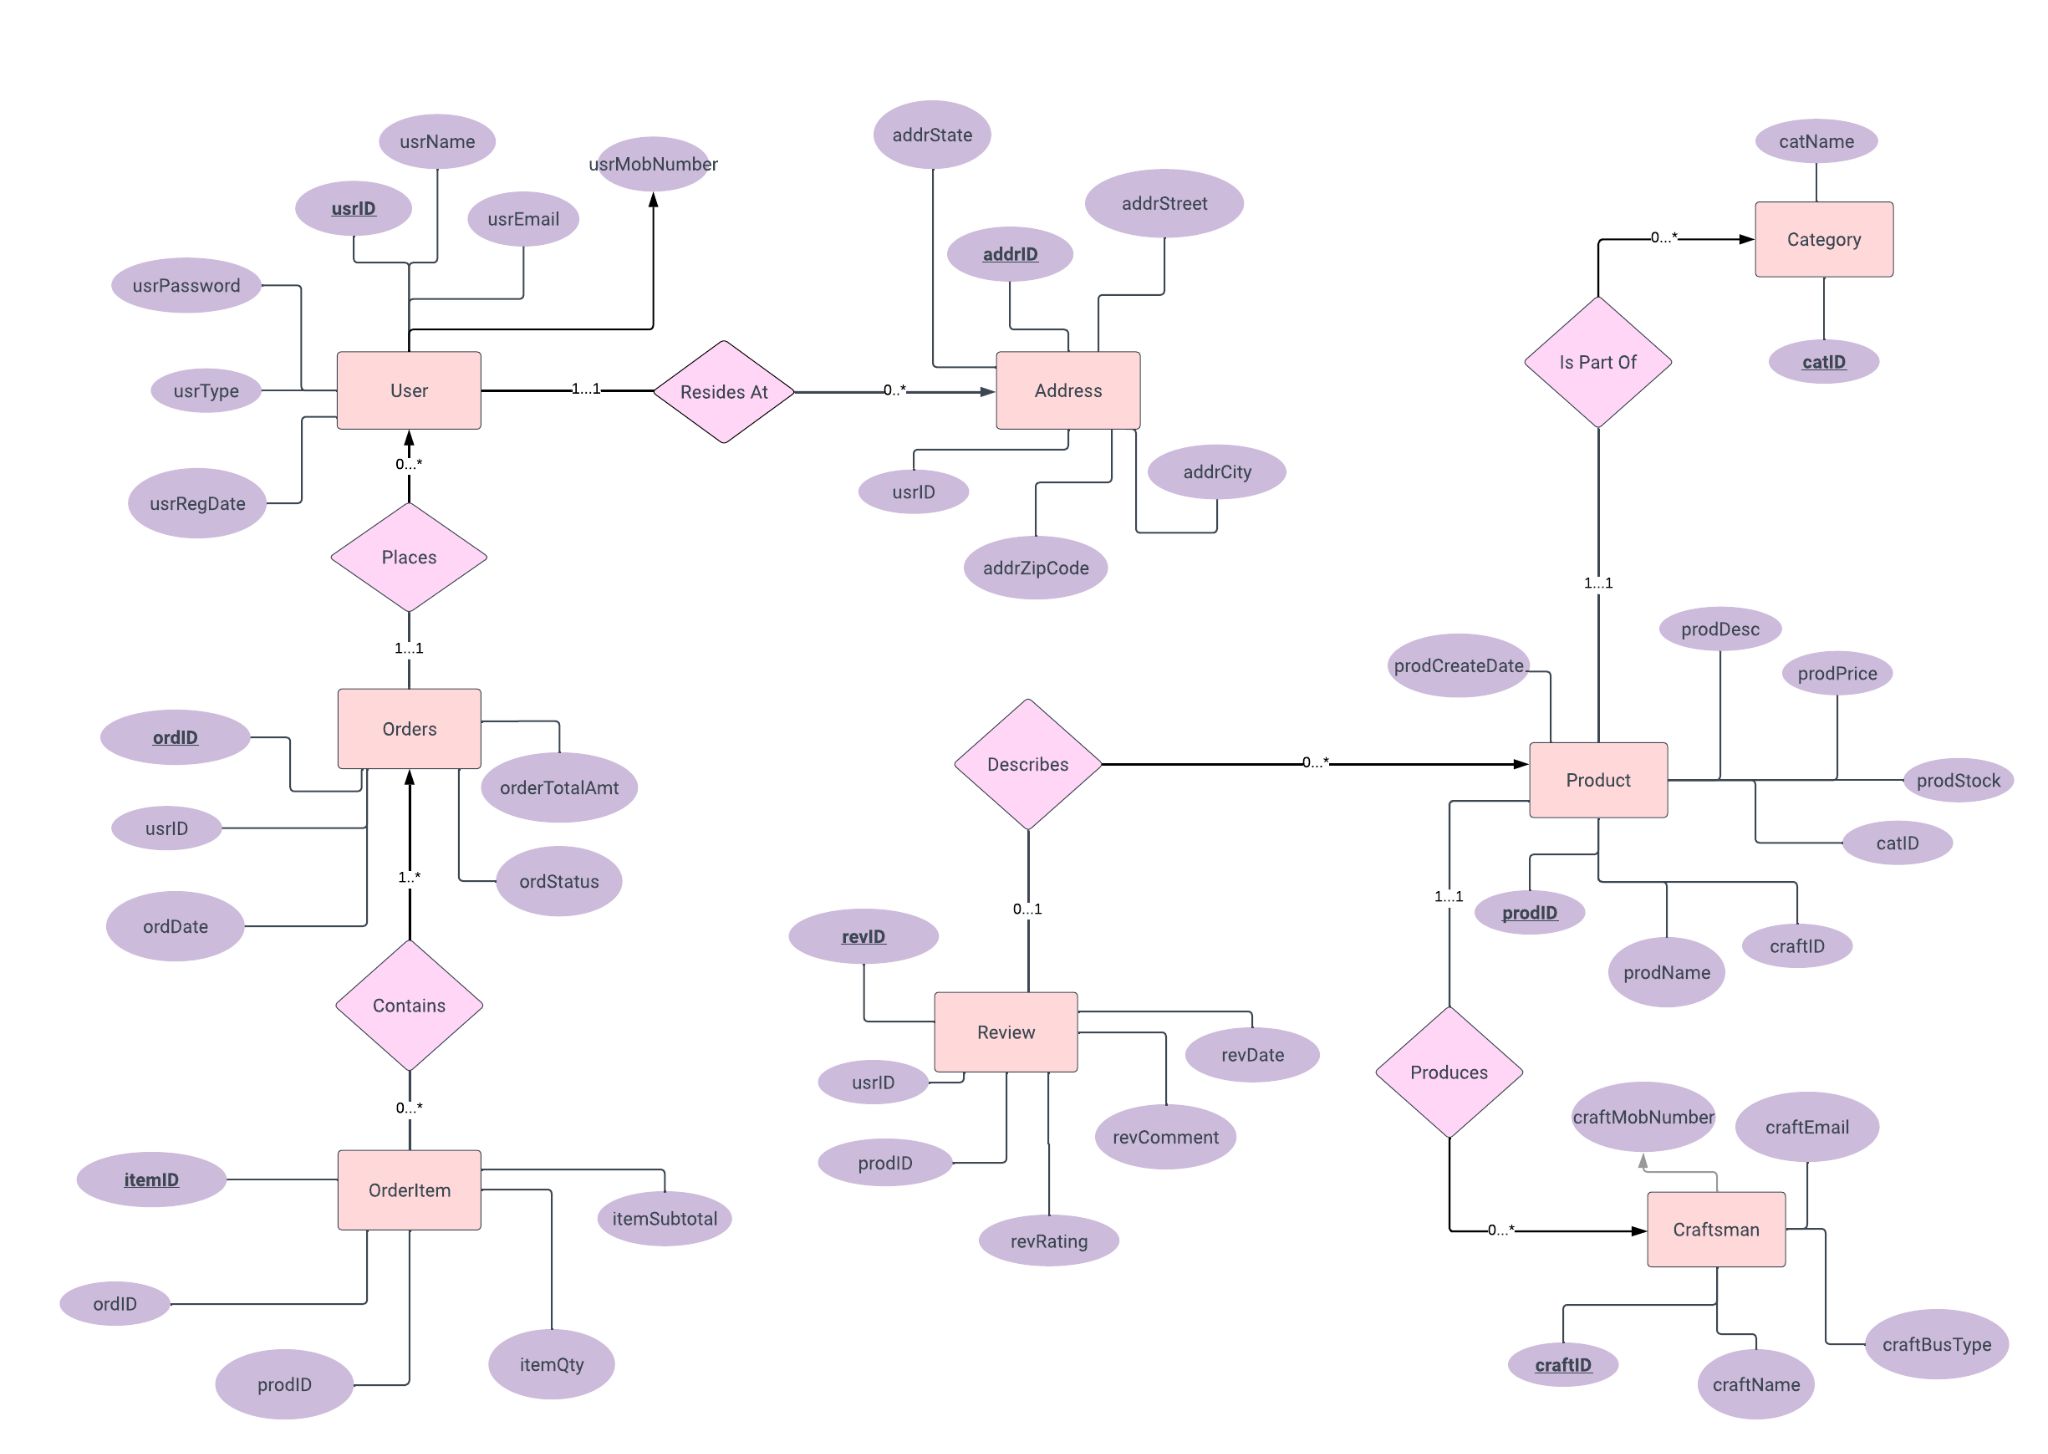 addrState
catName
usrName
usrMobNumber
usrID
usrEmail
addrStreet
addrID
Category
0...*
usrPassword
Is Part Of
catID
usrType
User
1...1
Resides At
0..*
Address
0...*
usrRegDate
usrID
addrCity
Places
addrZipCode
1...1
1...1
prodDesc
prodCreateDate
prodPrice
ordID
Orders
orderTotalAmt
Describes
0...*
Product
prodStock
usrID
catID
1..*
ordStatus
1...1
0...1
prodID
ordDate
revID
craftID
prodName
Contains
Review
revDate
usrID
Produces
0...*
craftMobNumber
craftEmail
revComment
prodID
itemID
OrderItem
itemSubtotal
revRating
0...*
Craftsman
ordID
itemQty
craftID
craftBusType
prodID
craftName